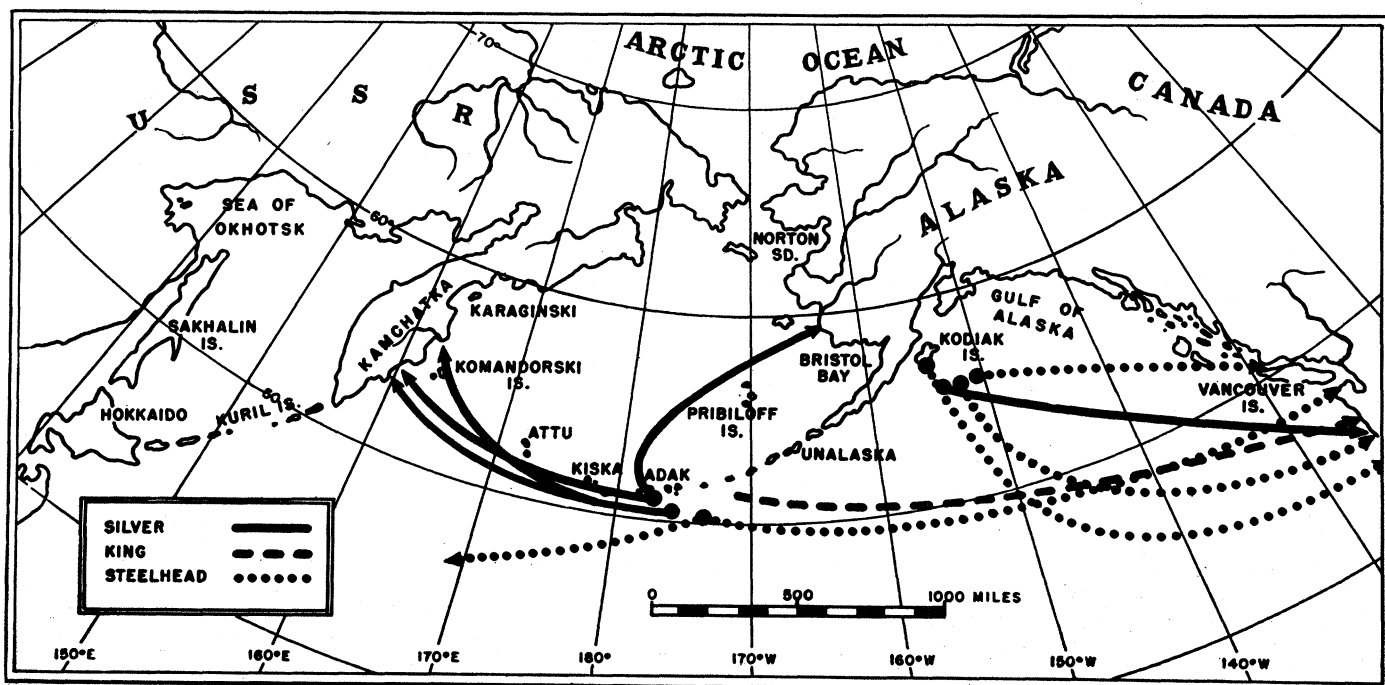 ARCTIC OCEAN
CANADA
U S S R
ALASKA
70°
60°
50°
SEA OF
OKHOTSK
NORTON
SD.
SAKHALIN
IS.
KAMCHATKA
KARAGINSKI
GULF OF
ALASKA
KODIAK
IS.
KOMANDORSKI
IS.
BRISTOL
BAY
VANCOUVER
IS.
HOKKAIDO
KURIL IS.
PRIBILOFF
IS.
ATTU
KISKA
ADAK
UNALASKA
SILVER
KING
STEELHEAD
0 500 1000 MILES
150°E 160°E 170°E 180° 170°W 160°W 150°W 140°W